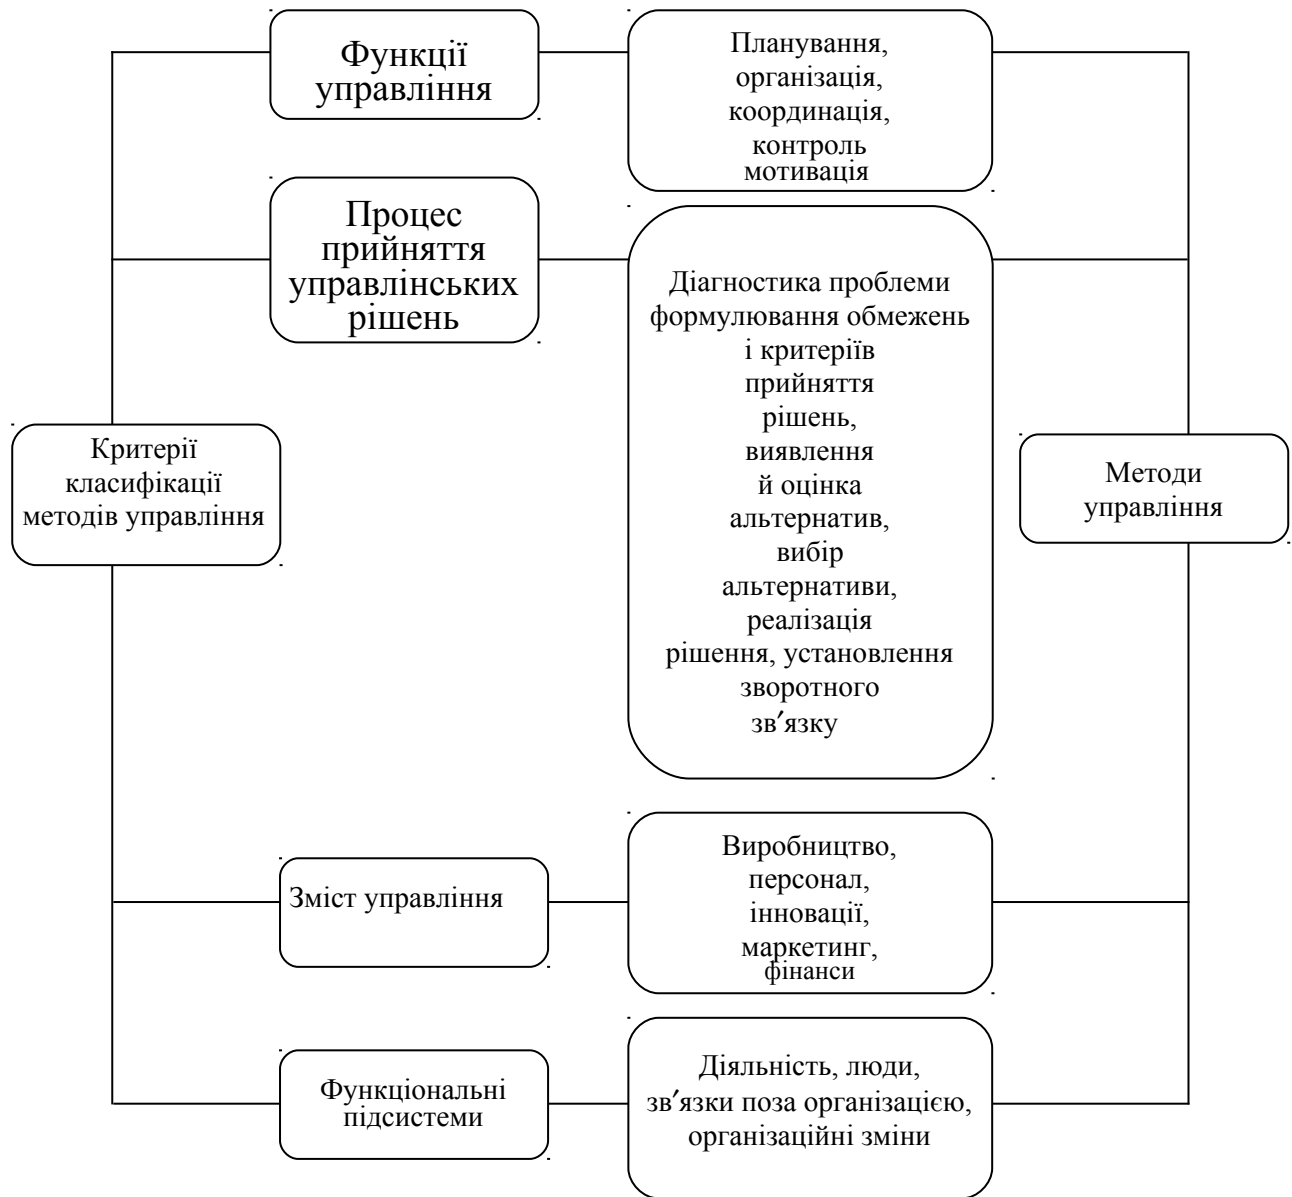 Функції
управління
Планування,
організація,
координація,
контроль
мотивація
Процес
прийняття
управлінських
рішень
Діагностика проблеми
формулювання обмежень
і критеріїв
прийняття
рішень,
виявлення
й оцінка
альтернатив,
вибір
альтернативи,
реалізація
рішення, установлення
зворотного
зв′язку
Критерії
класифікації
методів управління
Методи
управління
Зміст управління
Виробництво,
персонал,
інновації,
маркетинг,
фінанси
Функціональні
підсистеми
Діяльність, люди,
зв′язки поза організацією,
організаційні зміни